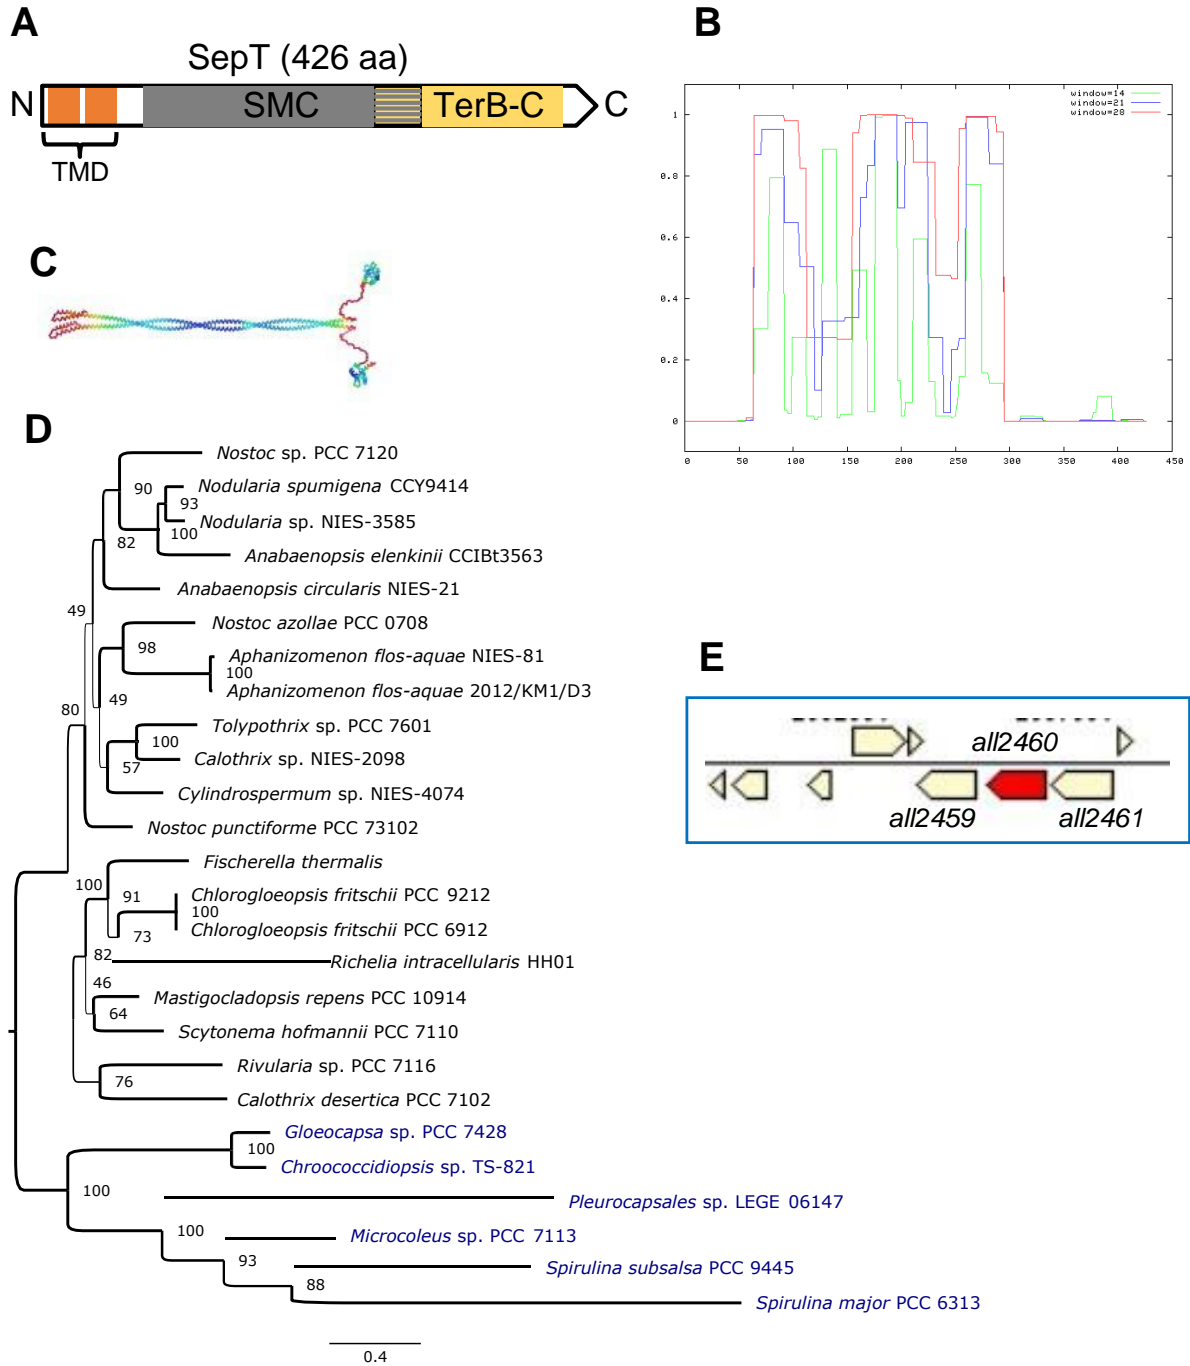 A
SepT (426 aa)
N
SMC
TerB-C
C
TMD
B
window=14
window=21
window=28
1
0.8
0.6
0.4
0.2
0
0 50 100 150 200 250 300 350 400 450
C
D
Nostoc sp. PCC 7120
90
Nodularia spumigena CCY9414
93
Nodularia sp. NIES-3585
100
82
Anabaenopsis elenkinii CCIBt3563
Anabaenopsis circularis NIES-21
49
Nostoc azollae PCC 0708
98
Aphanizomenon flos-aquae NIES-81
100
Aphanizomenon flos-aquae 2012/KM1/D3
49
80
Tolypothrix sp. PCC 7601
100
Calothrix sp. NIES-2098
57
Cylindrospermum sp. NIES-4074
Nostoc punctiforme PCC 73102
Fischerella thermalis
100
91
Chlorogloeopsis fritschii PCC 9212
100
Chlorogloeopsis fritschii PCC 6912
73
82
Richelia intracellularis HH01
46
Mastigocladopsis repens PCC 10914
64
Scytonema hofmannii PCC 7110
Rivularia sp. PCC 7116
76
Calothrix desertica PCC 7102
Gloeocapsa sp. PCC 7428
100
Chroococcidiopsis sp. TS-821
100
Pleurocapsales sp. LEGE 06147
100
Microcoleus sp. PCC 7113
93
Spirulina subsalsa PCC 9445
88
Spirulina major PCC 6313
0.4
E
all2460
all2459
all2461